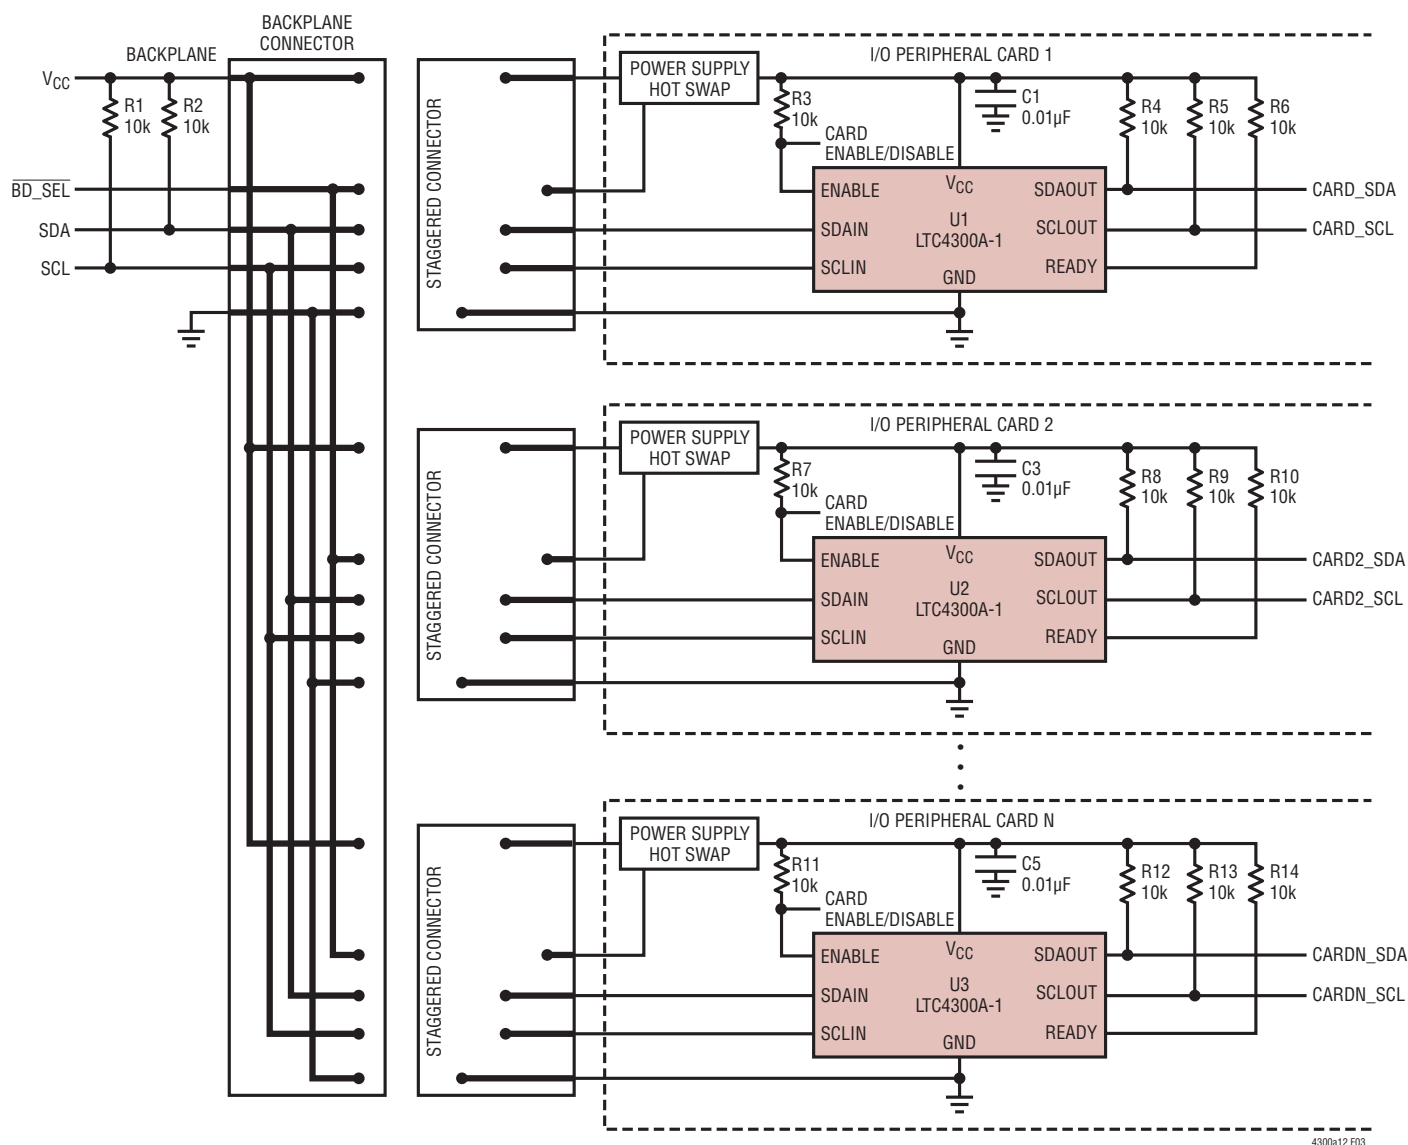 BACKPLANE
CONNECTOR
BACKPLANE
VCC
R1
10k
R2
10k
BD_SEL
SDA
SCL
STAGGERED CONNECTOR
I/O PERIPHERAL CARD 1
POWER SUPPLY
HOT SWAP
R3
10k
CARD
ENABLE/DISABLE
C1
0.01µF
R4
10k
R5
10k
R6
10k
ENABLE
VCC
SDAOUT
CARD_SDA
SDAIN
U1
LTC4300A-1
SCLOUT
CARD_SCL
SCLIN
GND
READY
STAGGERED CONNECTOR
I/O PERIPHERAL CARD 2
POWER SUPPLY
HOT SWAP
R7
10k
CARD
ENABLE/DISABLE
C3
0.01µF
R8
10k
R9
10k
R10
10k
ENABLE
VCC
SDAOUT
CARD2_SDA
SDAIN
U2
LTC4300A-1
SCLOUT
CARD2_SCL
SCLIN
GND
READY
STAGGERED CONNECTOR
I/O PERIPHERAL CARD N
POWER SUPPLY
HOT SWAP
R11
10k
CARD
ENABLE/DISABLE
C5
0.01µF
R12
10k
R13
10k
R14
10k
ENABLE
VCC
SDAOUT
CARDN_SDA
SDAIN
U3
LTC4300A-1
SCLOUT
CARDN_SCL
SCLIN
GND
READY
4300a12 F03